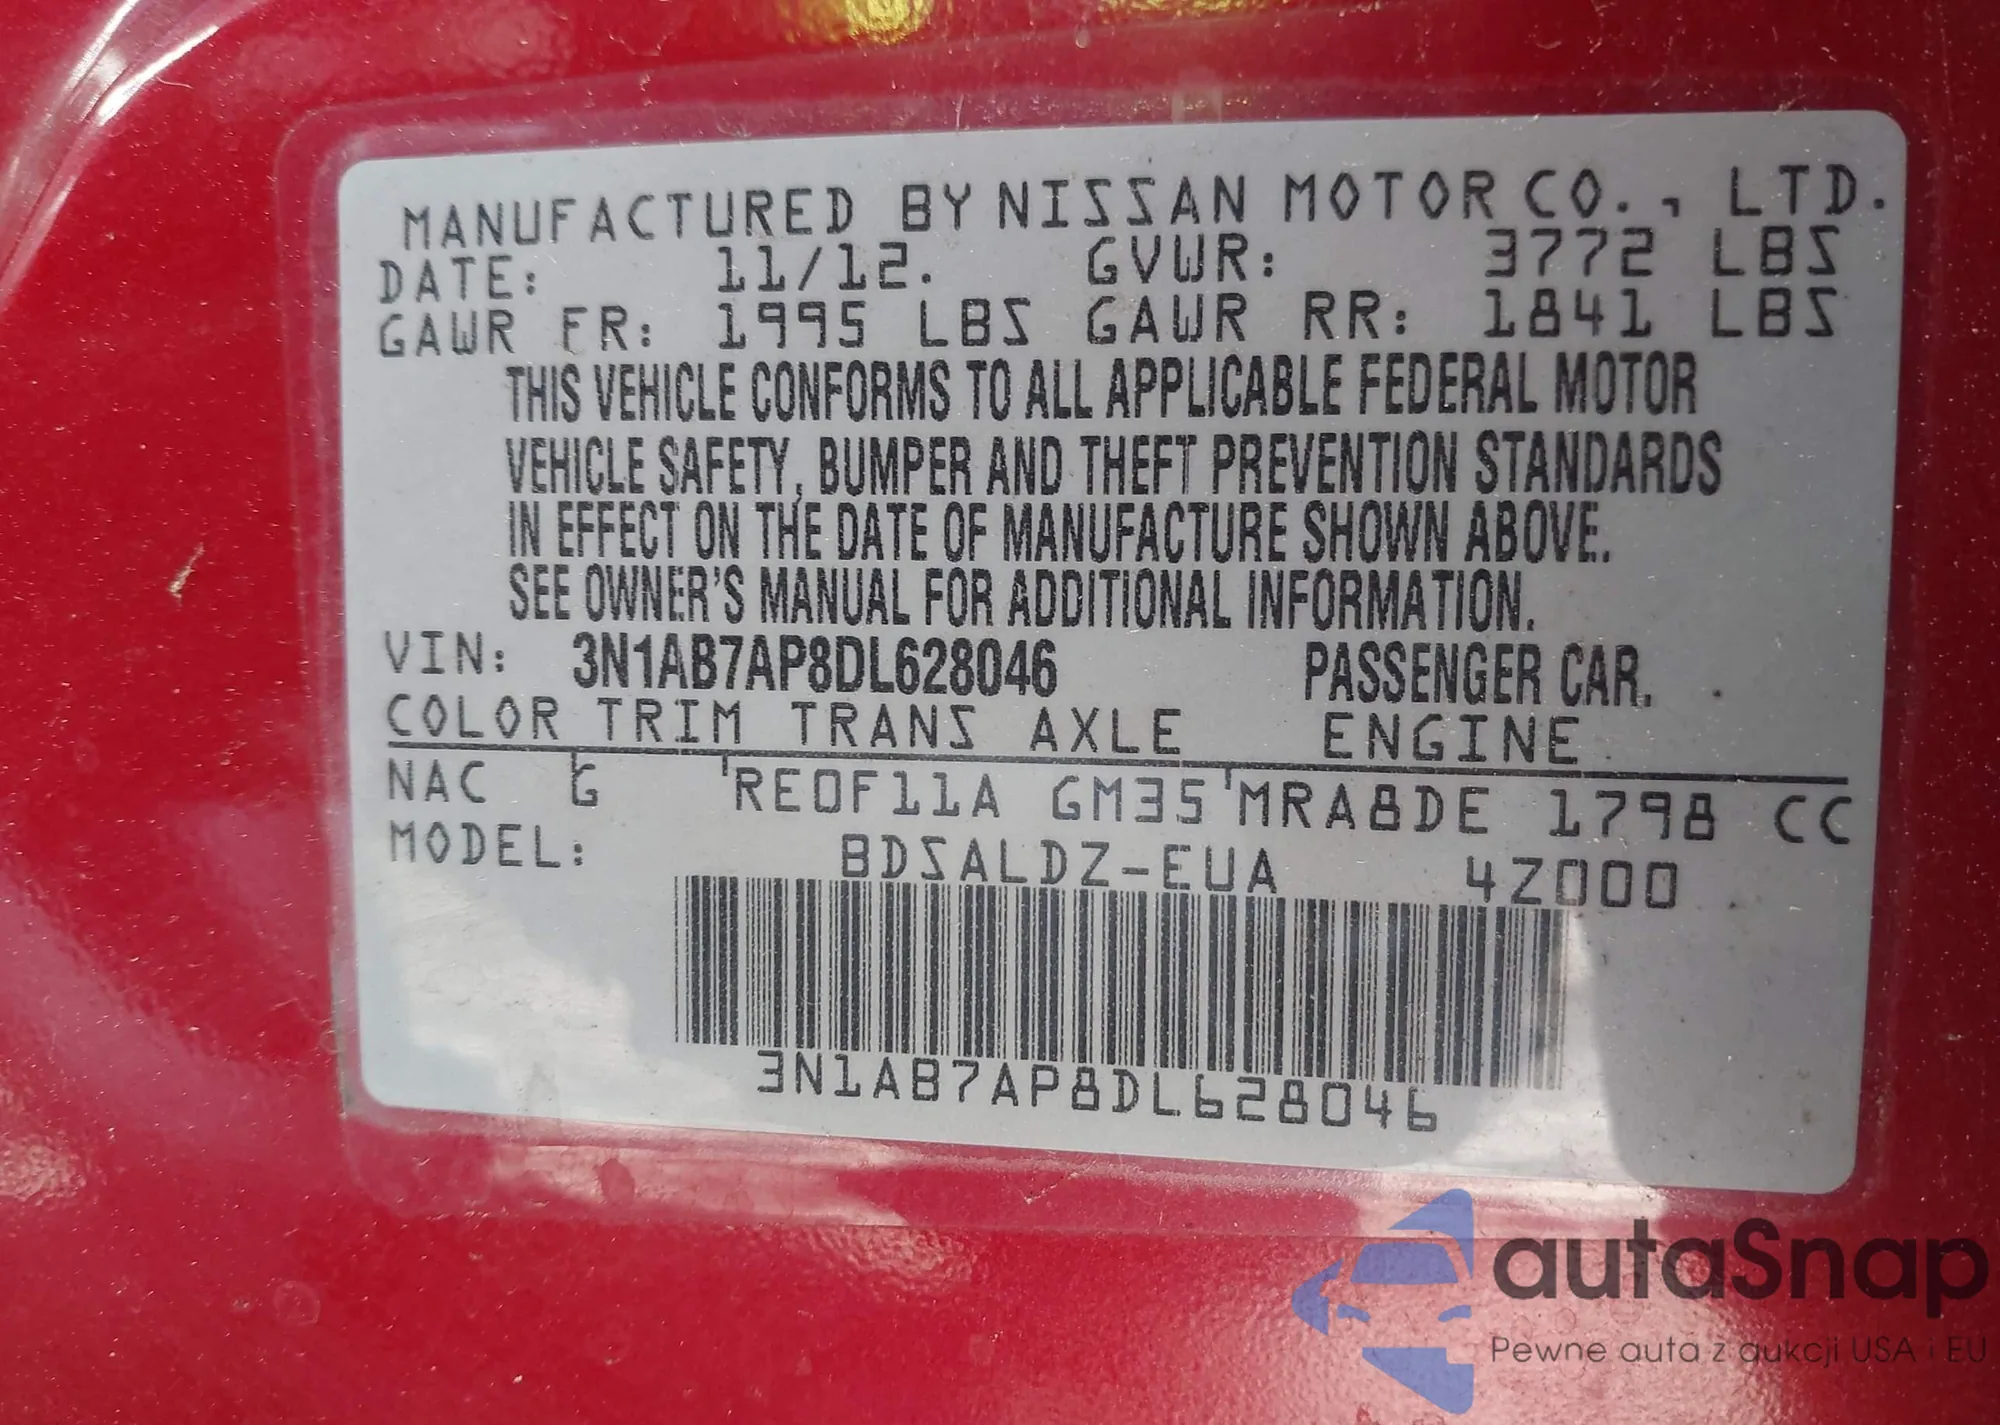 MANUFACTURED BY NISSAN MOTOR CO., LTD.
DATE: 11/12. GVWR: 3772 LBS
GAWR FR: 1995 LBS GAWR RR: 1841 LBS
THIS VEHICLE CONFORMS TO ALL APPLICABLE FEDERAL MOTOR
VEHICLE SAFETY, BUMPER AND THEFT PREVENTION STANDARDS
IN EFFECT ON THE DATE OF MANUFACTURE SHOWN ABOVE.
SEE OWNER'S MANUAL FOR ADDITIONAL INFORMATION.
VIN: 3N1AB7AP8DL628046 PASSENGER CAR.
COLOR TRIM TRANS AXLE ENGINE
NAC G RE0F11A GM35 MRA8DE 1798 CC
MODEL: BDSALDZ-EUA 4Z000
3N1AB7AP8DL628046
autaSnap
Pewne auta z aukcji USA i EU